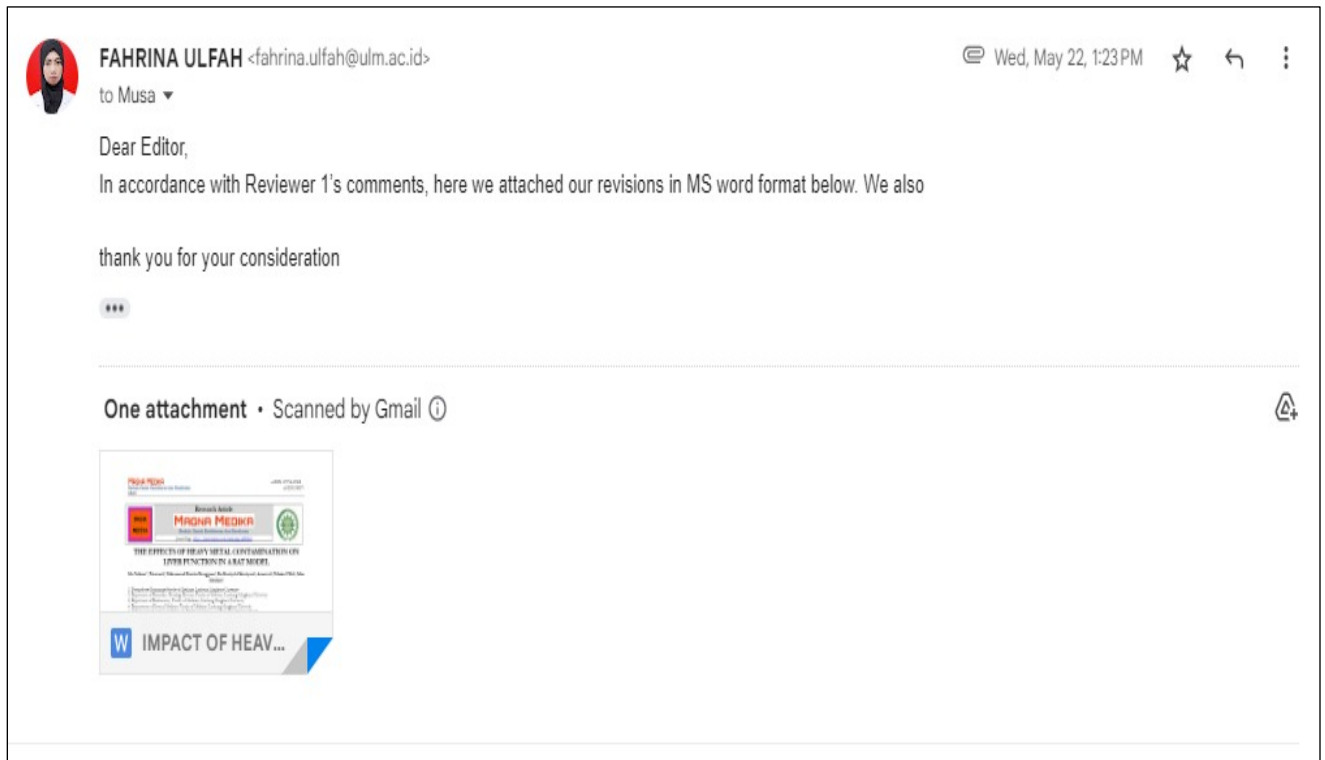 FAHRINA ULFAH <fahrina.ulfah@ulm.ac.id>
Wed, May 22, 1:23 PM
to Musa
Dear Editor,
In accordance with Reviewer 1's comments, here we attached our revisions in MS word format below. We also
thank you for your consideration
One attachment • Scanned by Gmail
MAGNA MEDIKA
Research Article
MAGNA MEDIKA
THE EFFECTS OF HEAVY METAL CONTAMINATION ON
LIVER FUNCTION IN A RAT MODEL
W IMPACT OF HEAV...